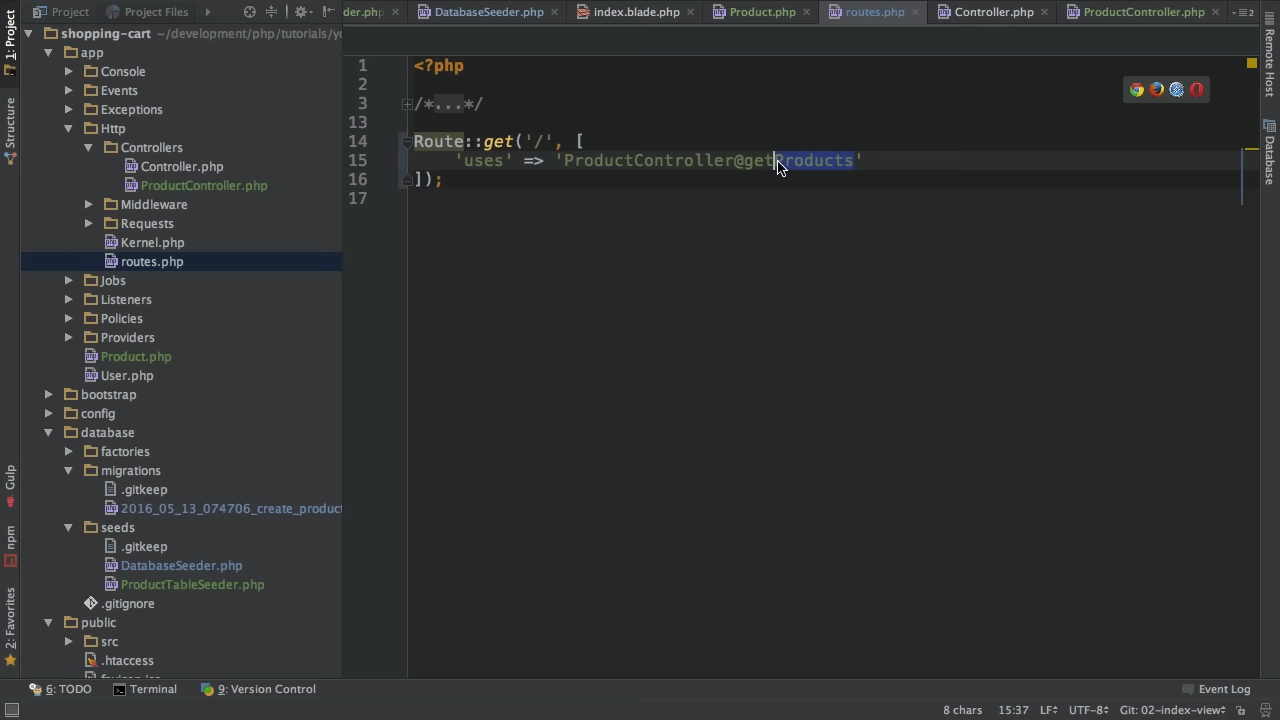 Project
Project Files
der.php
DatabaseSeeder.php
index.blade.php
Product.php
routes.php
Controller.php
ProductController.php
2
1: Project
Structure
Gulp
npm
2: Favorites
Remote Host
Database
shopping-cart ~/development/php/tutorials/yo
app
Console
Events
Exceptions
Http
Controllers
Controller.php
ProductController.php
Middleware
Requests
Kernel.php
routes.php
Jobs
Listeners
Policies
Providers
Product.php
User.php
bootstrap
config
database
factories
migrations
.gitkeep
2016_05_13_074706_create_product
seeds
.gitkeep
DatabaseSeeder.php
ProductTableSeeder.php
.gitignore
public
src
.htaccess
1 <?php
2
3 /*...*/
13
14 Route::get('/', [
15 'uses' => 'ProductController@getProducts'
16 ]);
17
6: TODO
Terminal
9: Version Control
Event Log
8 chars 15:37 LF UTF-8 Git: 02-index-view